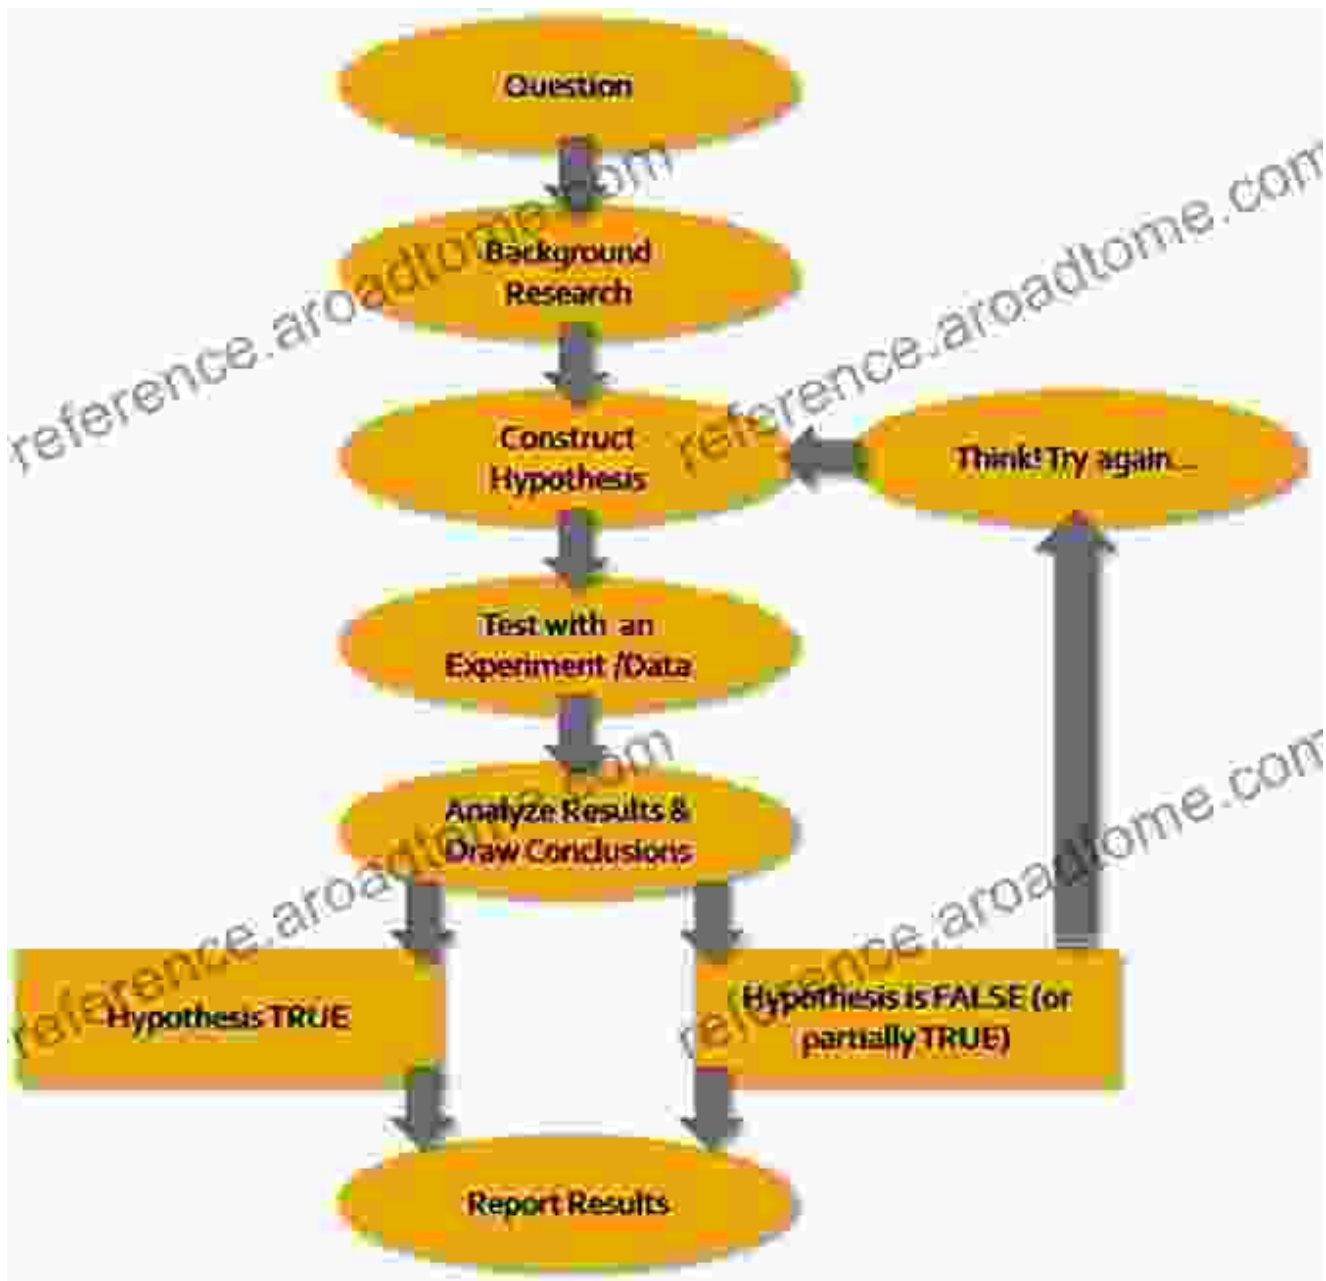 Question
Background
Research
Construct
Hypothesis
Think! Try again...
Test with an
Experiment /Data
Analyze Results &
Draw Conclusions
Hypothesis TRUE
Hypothesis is FALSE (or
partially TRUE)
Report Results
reference.aroadtome.com
reference.aroadtome.com
reference.aroadtome.com
reference.aroadtome.com